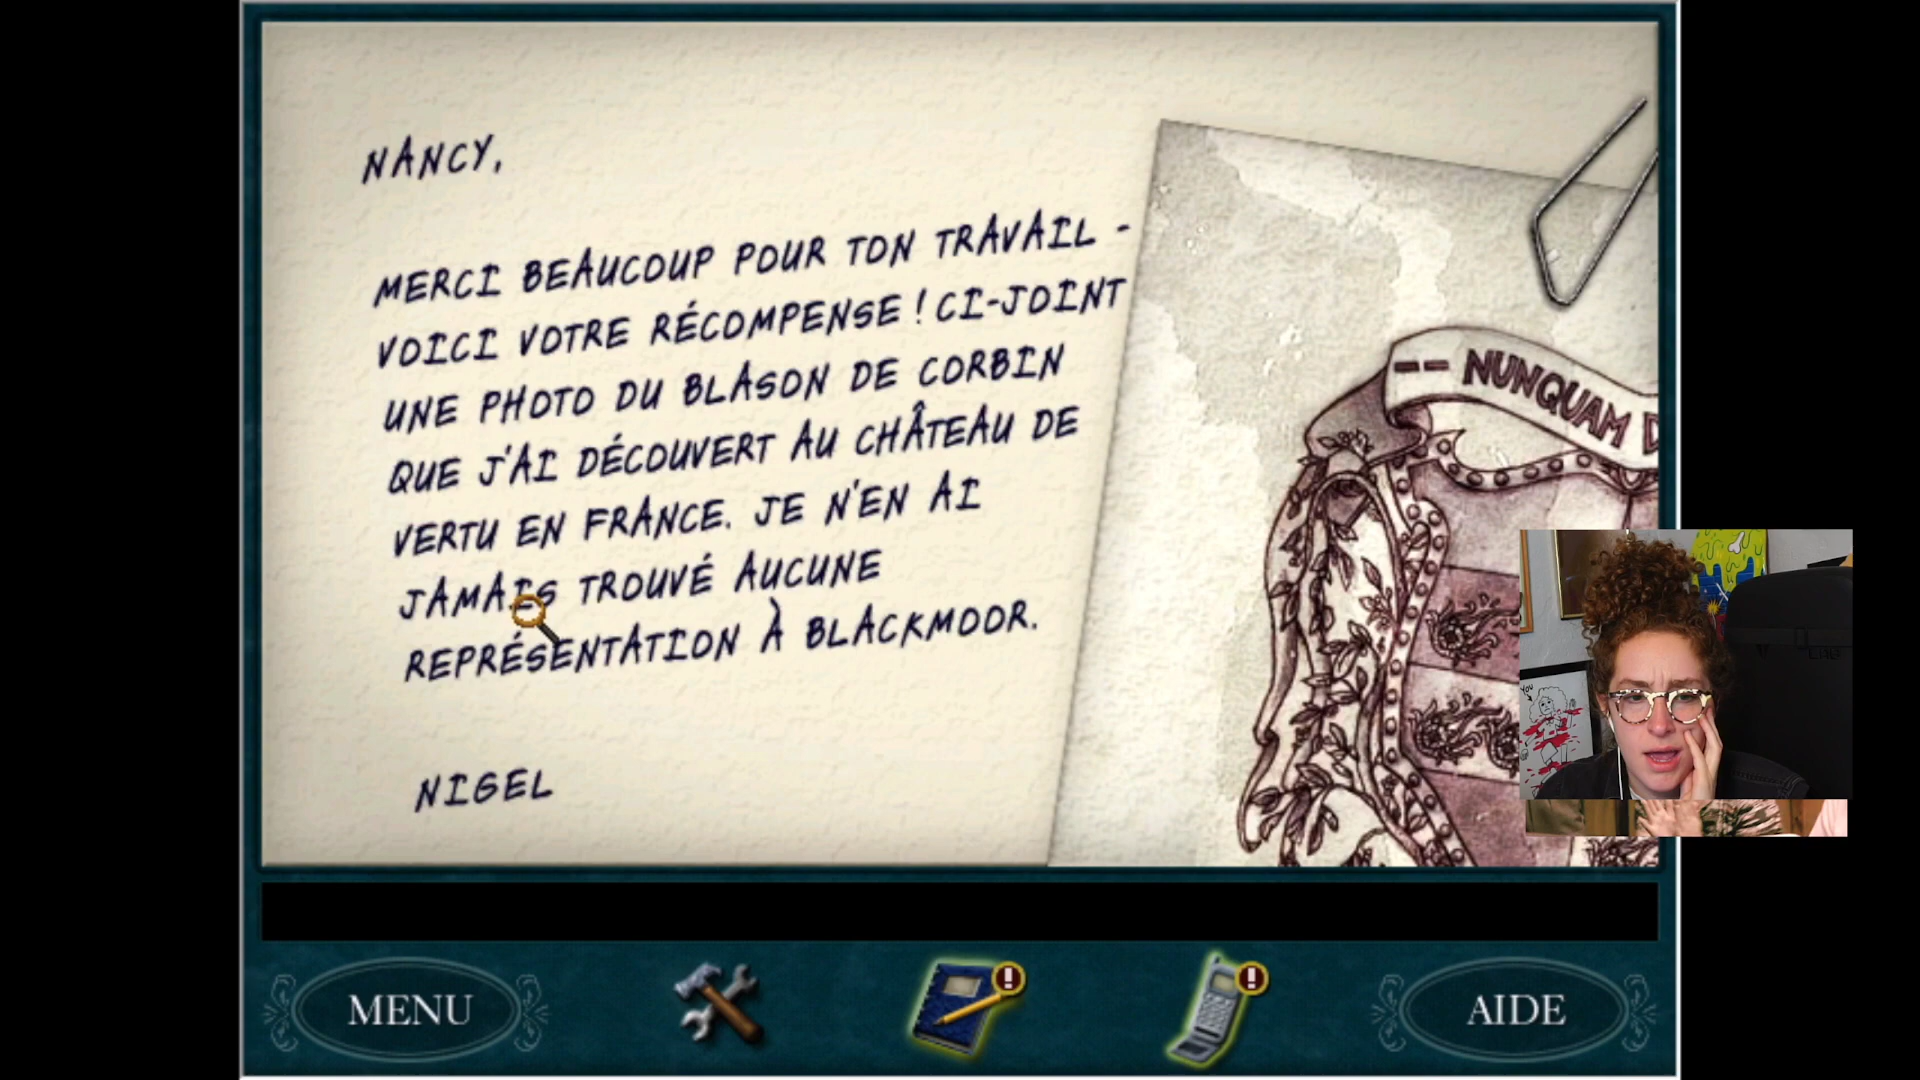 NANCY,
MERCI BEAUCOUP POUR TON TRAVAIL -
VOICI VOTRE RÉCOMPENSE ! CI-JOINT
UNE PHOTO DU BLASON DE CORBIN
QUE J'AI DÉCOUVERT AU CHÂTEAU DE
VERTU EN FRANCE. JE N'EN AI
JAMAIS TROUVÉ AUCUNE
REPRÉSENTATION À BLACKMOOR.
NIGEL
-- NUNQUAM
YOU
MENU
!
!
AIDE